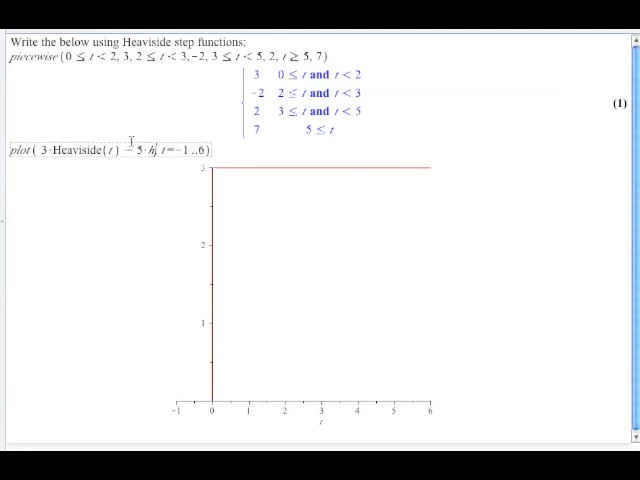 Write the below using Heaviside step functions:
piecewise(0 ≤ t < 2, 3, 2 ≤ t < 3, -2, 3 ≤ t < 5, 2, t ≥ 5, 7)
3 0 ≤ t and t < 2
-2 2 ≤ t and t < 3
2 3 ≤ t and t < 5
7 5 ≤ t
(1)
plot( 3·Heaviside(t) − 5·h, t=-1 ..6)
3
2
1
-1 0 1 2 3 4 5 6
t